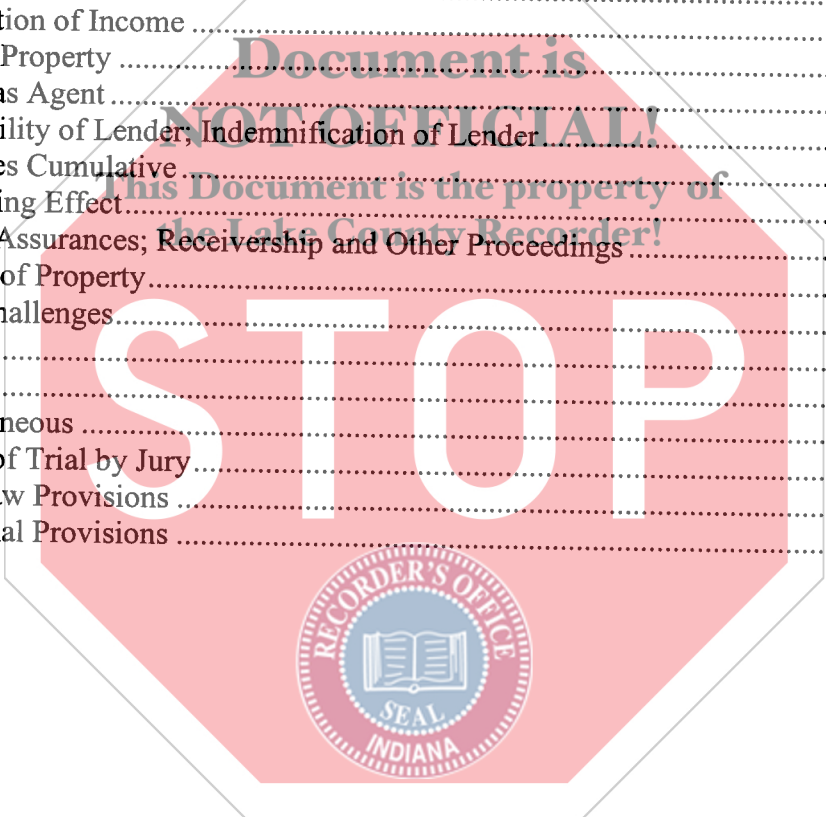 tion of Income
Property
Document is
as Agent
ility of Lender; Indemnification of Lender
NOT OFFICIAL!
es Cumulative
This Document is the property of
ing Effect
the Lake County Recorder!
Assurances; Receivership and Other Proceedings
of Property
hallenges
STOP
neous
of Trial by Jury
aw Provisions
al Provisions
RECORDER'S OFFICE
SEAL
INDIANA